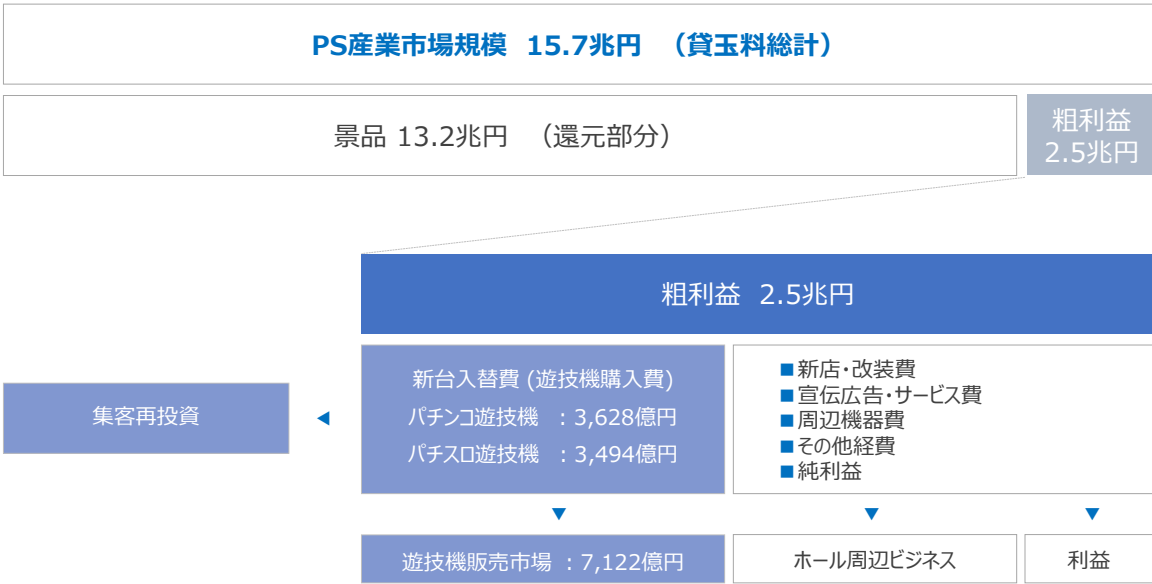 PS産業市場規模 15.7兆円 （貸玉料総計）
景品 13.2兆円 （還元部分）
粗利益
2.5兆円
粗利益 2.5兆円
新台入替費 (遊技機購入費)
パチンコ遊技機 ：3,628億円
パチスロ遊技機 ：3,494億円
■新店・改装費
■宣伝広告・サービス費
■周辺機器費
■その他経費
■純利益
集客再投資
遊技機販売市場 ：7,122億円
ホール周辺ビジネス
利益